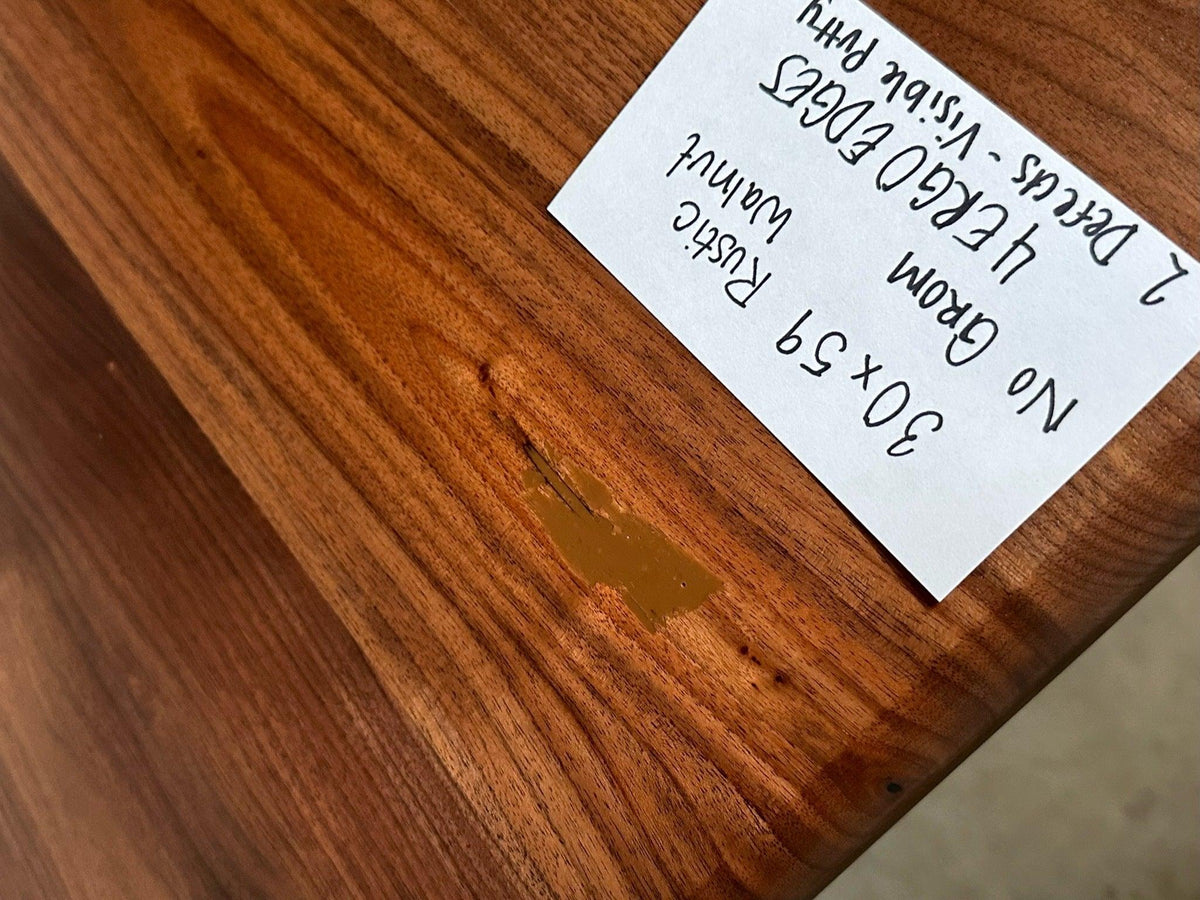 30 x 59 Rustic
Walnut
No GROM
4 ERGO EDGES
2 Defects - Visible Putty